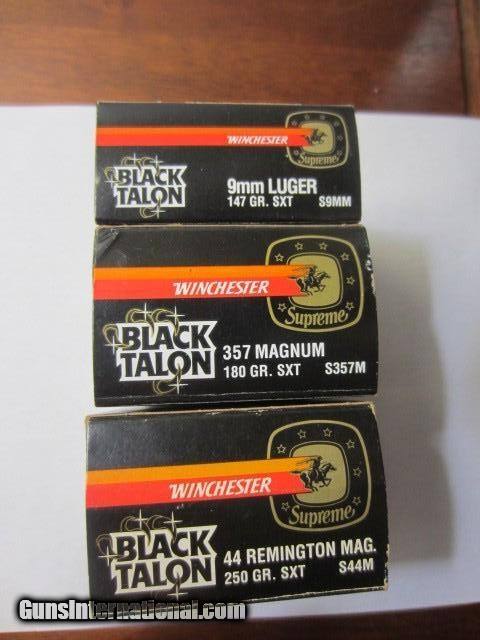 WINCHESTER
Supreme
BLACK
TALON
9mm LUGER
147 GR. SXT S9MM
WINCHESTER
Supreme
BLACK
TALON
357 MAGNUM
180 GR. SXT S357M
WINCHESTER
Supreme
BLACK
TALON
44 REMINGTON MAG.
250 GR. SXT S44M
GunsInternational.com